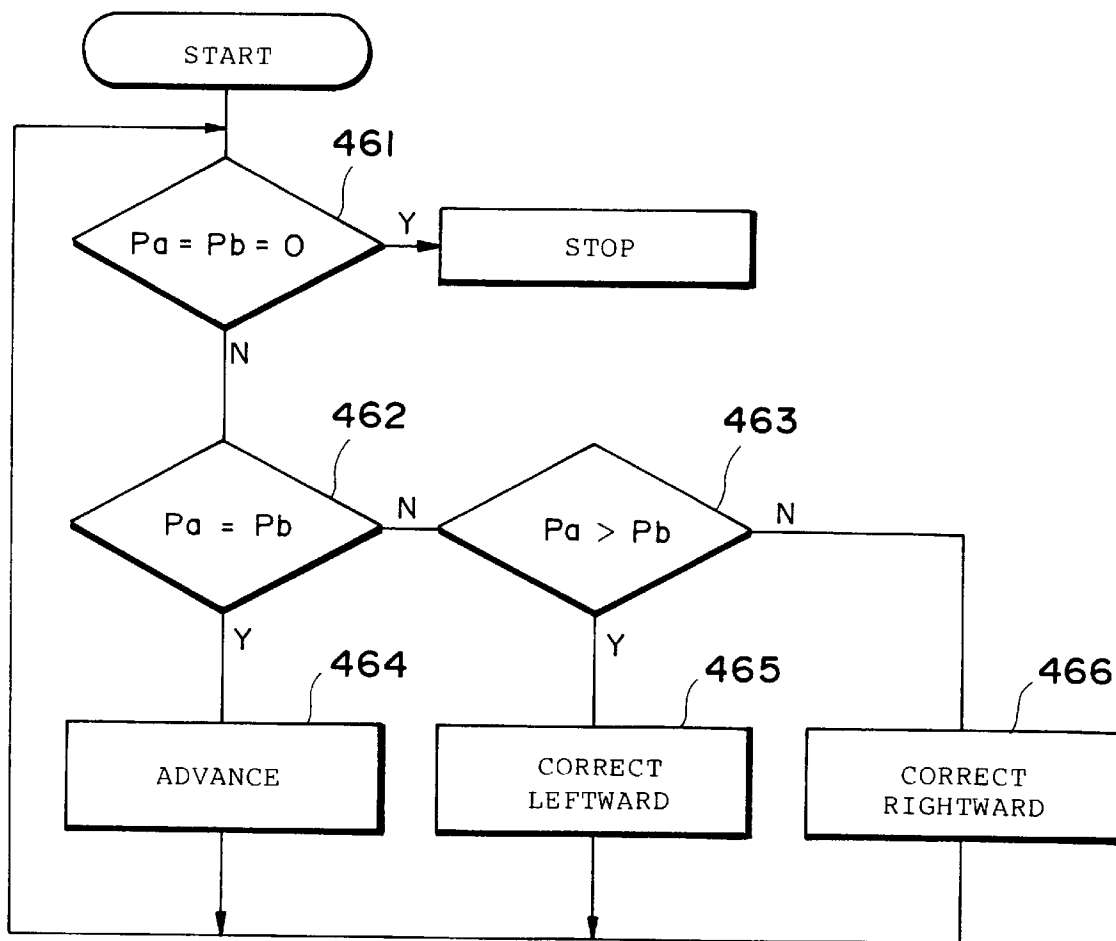 START
461
Pa = Pb = 0
Y
STOP
N
462
463
Pa = Pb
N
Pa > Pb
N
Y
Y
464
465
466
ADVANCE
CORRECT
LEFTWARD
CORRECT
RIGHTWARD